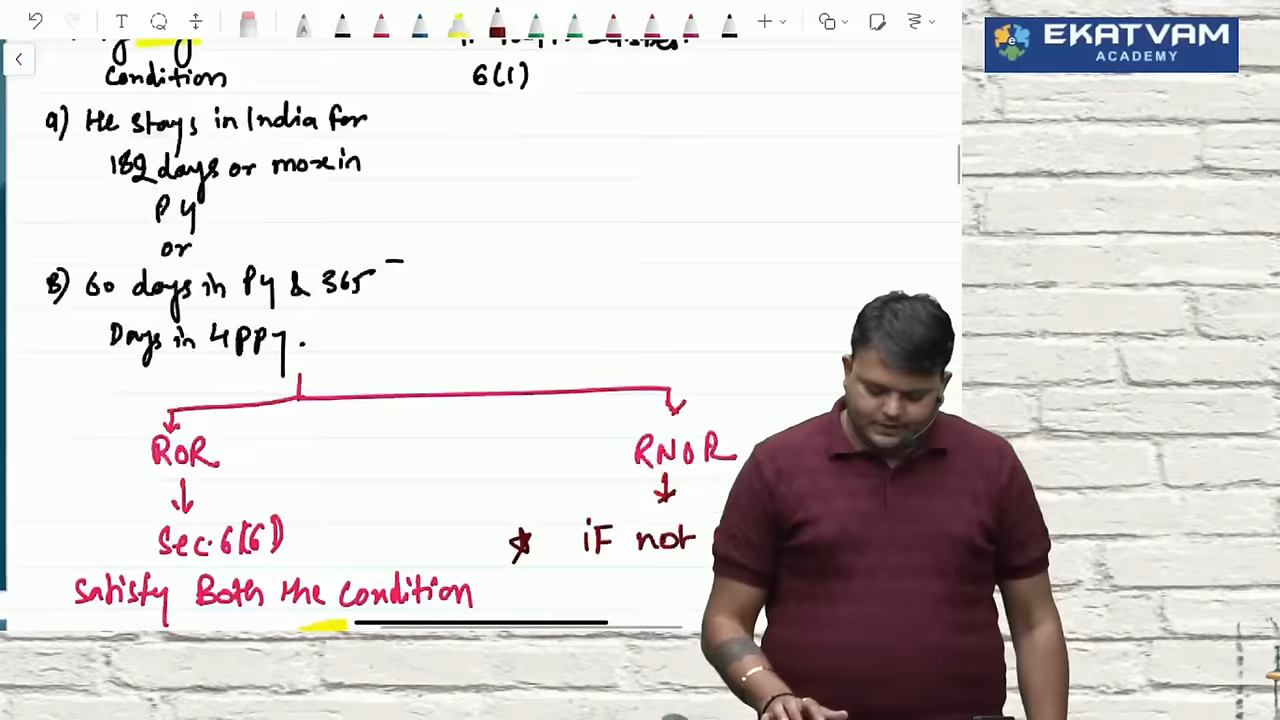 EKATVAM
ACADEMY
Condition
6(1)
a) He stays in India for
182 days or more in
PY
or
B) 60 days in PY & 365
Days in 4PPY.
ROR
RNOR
Sec. 6(6)
* iF not
Satisfy Both the condition